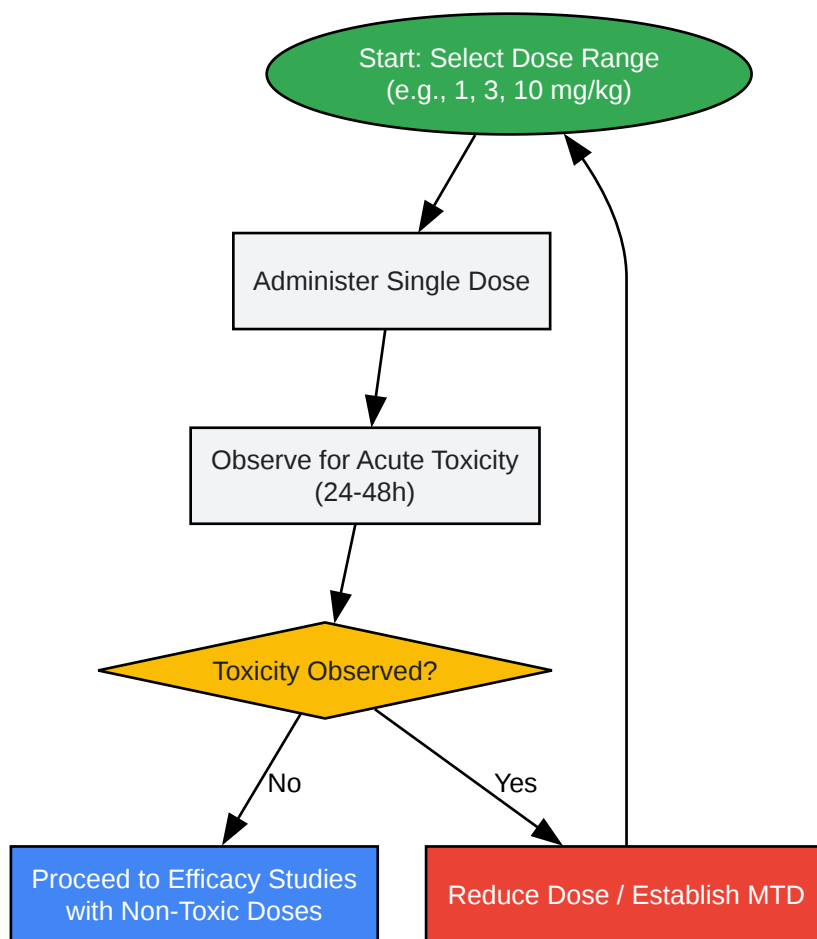 Start: Select Dose Range
(e.g., 1, 3, 10 mg/kg)
Administer Single Dose
Observe for Acute Toxicity
(24-48h)
Toxicity Observed?
No
Yes
Proceed to Efficacy Studies
with Non-Toxic Doses
Reduce Dose / Establish MTD